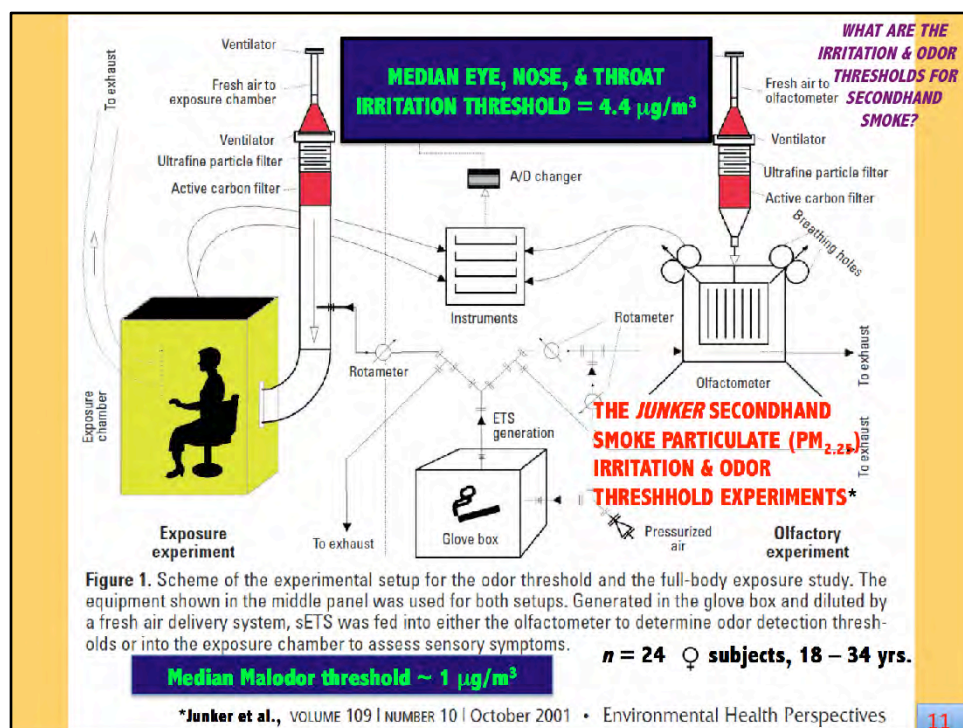 WHAT ARE THE
IRRITATION & ODOR
THRESHOLDS FOR
SECONDHAND
SMOKE?
MEDIAN EYE, NOSE, & THROAT
IRRITATION THRESHOLD = 4.4 μg/m³
To exhaust
Ventilator
Fresh air to
exposure chamber
Ventilator
Ultrafine particle filter
Active carbon filter
A/D changer
Instruments
Fresh air to
olfactometer
Ventilator
Ultrafine particle filter
Active carbon filter
Breathing holes
Rotameter
Rotameter
Olfactometer
To exhaust
Exposure
chamber
ETS
generation
THE JUNKER SECONDHAND
SMOKE PARTICULATE (PM2.25)
IRRITATION & ODOR
THRESHHOLD EXPERIMENTS*
To exhaust
Exposure
experiment
To exhaust
Glove box
Pressurized
air
Olfactory
experiment
Figure 1. Scheme of the experimental setup for the odor threshold and the full-body exposure study. The
equipment shown in the middle panel was used for both setups. Generated in the glove box and diluted by
a fresh air delivery system, sETS was fed into either the olfactometer to determine odor detection thresh-
olds or into the exposure chamber to assess sensory symptoms.
n = 24 ♀ subjects, 18 – 34 yrs.
Median Malodor threshold ~ 1 μg/m³
*Junker et al., VOLUME 109 | NUMBER 10 | October 2001 • Environmental Health Perspectives
11